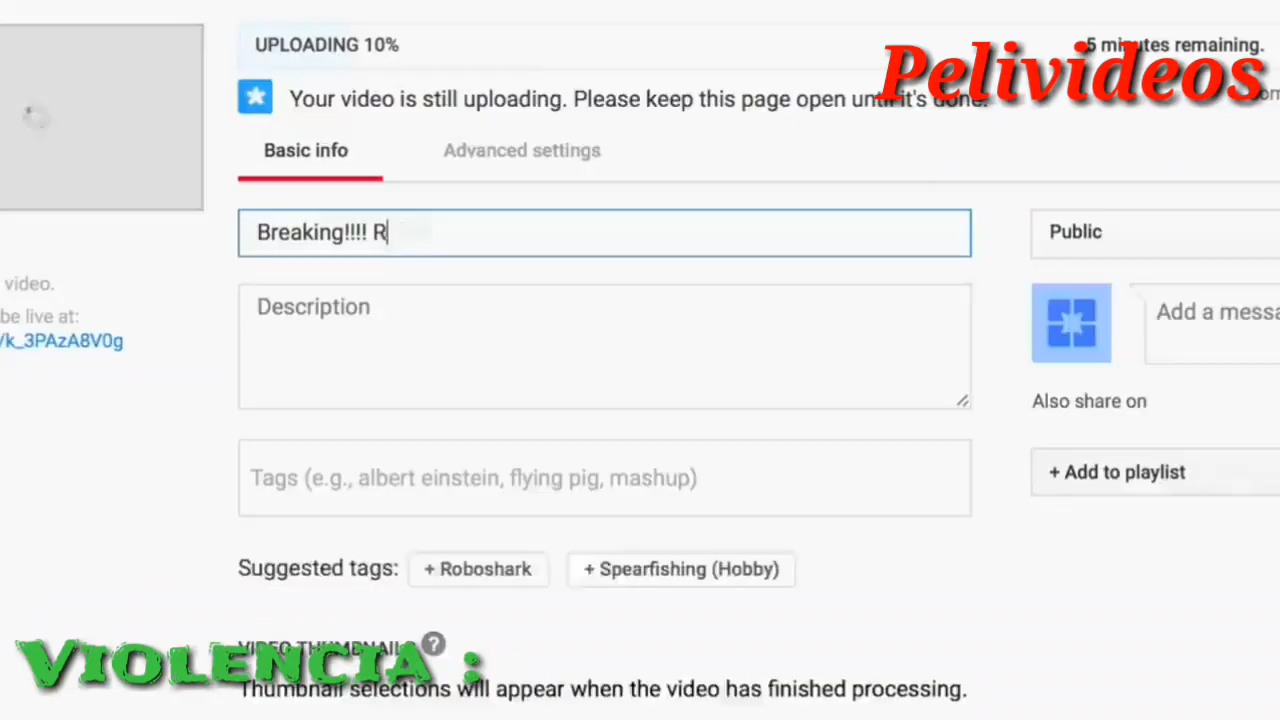 UPLOADING 10%
5 minutes remaining.
Pelivideos
Your video is still uploading. Please keep this page open until it's done.
Basic info
Advanced settings
Breaking!!!! R
Public
Description
video.
be live at:
/k_3PAzA8V0g
Add a messa
Also share on
Tags (e.g., albert einstein, flying pig, mashup)
+ Add to playlist
Suggested tags:
+ Roboshark
+ Spearfishing (Hobby)
VIDEO THUMBNAILS ?
VIOLENCIA :
Thumbnail selections will appear when the video has finished processing.